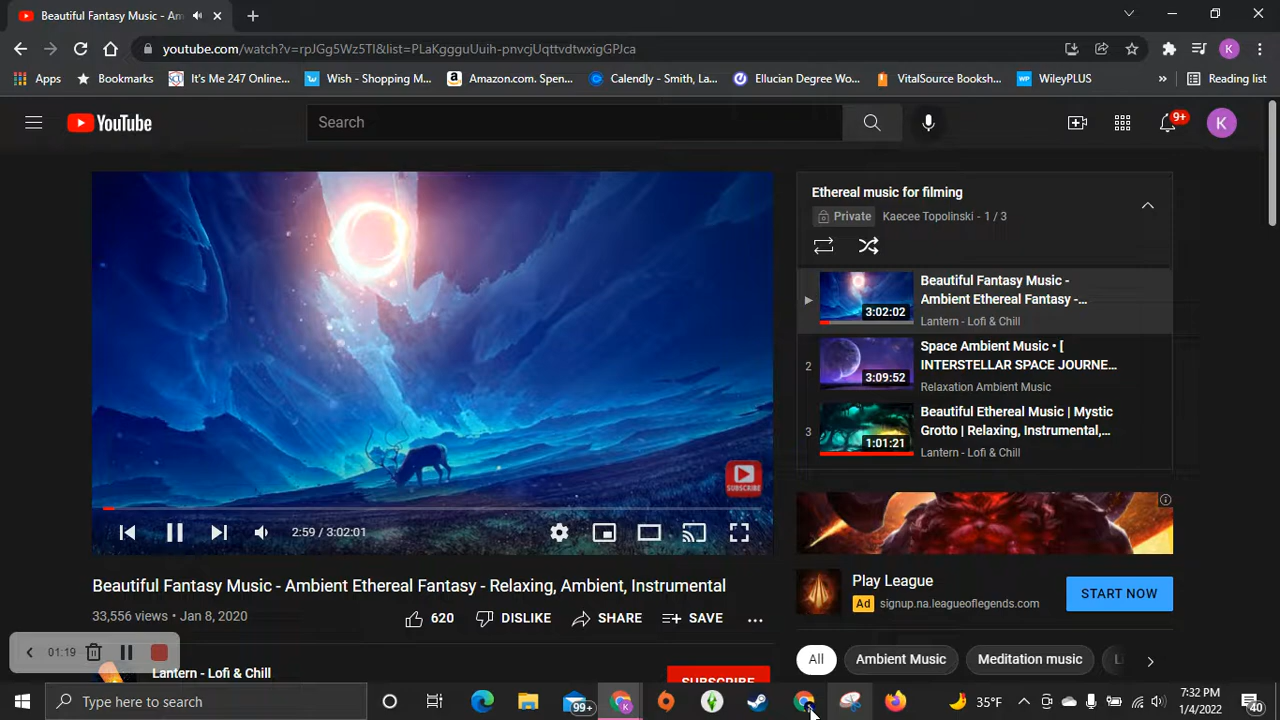 Beautiful Fantasy Music - Am
youtube.com/watch?v=rpJGg5Wz5TI&list=PLaKggguUuih-pnvcjUqttvdtwxigGPJca
K
Apps
Bookmarks
It's Me 247 Online...
Wish - Shopping M...
Amazon.com. Spen...
Calendly - Smith, La...
Ellucian Degree Wo...
VitalSource Booksh...
WP
WileyPLUS
»
Reading list
YouTube
Search
9+
K
SUBSCRIBE
2:59 / 3:02:01
Beautiful Fantasy Music - Ambient Ethereal Fantasy - Relaxing, Ambient, Instrumental
33,556 views • Jan 8, 2020
620
DISLIKE
SHARE
SAVE
Lantern - Lofi & Chill
SUBSCRIBE
Ethereal music for filming
Private
Kaecee Topolinski - 1 / 3
3:02:02
Beautiful Fantasy Music -
Ambient Ethereal Fantasy -...
Lantern - Lofi & Chill
2
3:09:52
Space Ambient Music • [
INTERSTELLAR SPACE JOURNE...
Relaxation Ambient Music
3
1:01:21
Beautiful Ethereal Music | Mystic
Grotto | Relaxing, Instrumental,...
Lantern - Lofi & Chill
Play League
Ad
signup.na.leagueoflegends.com
START NOW
All
Ambient Music
Meditation music
01:19
Type here to search
99+
K
35°F
7:32 PM
1/4/2022
40